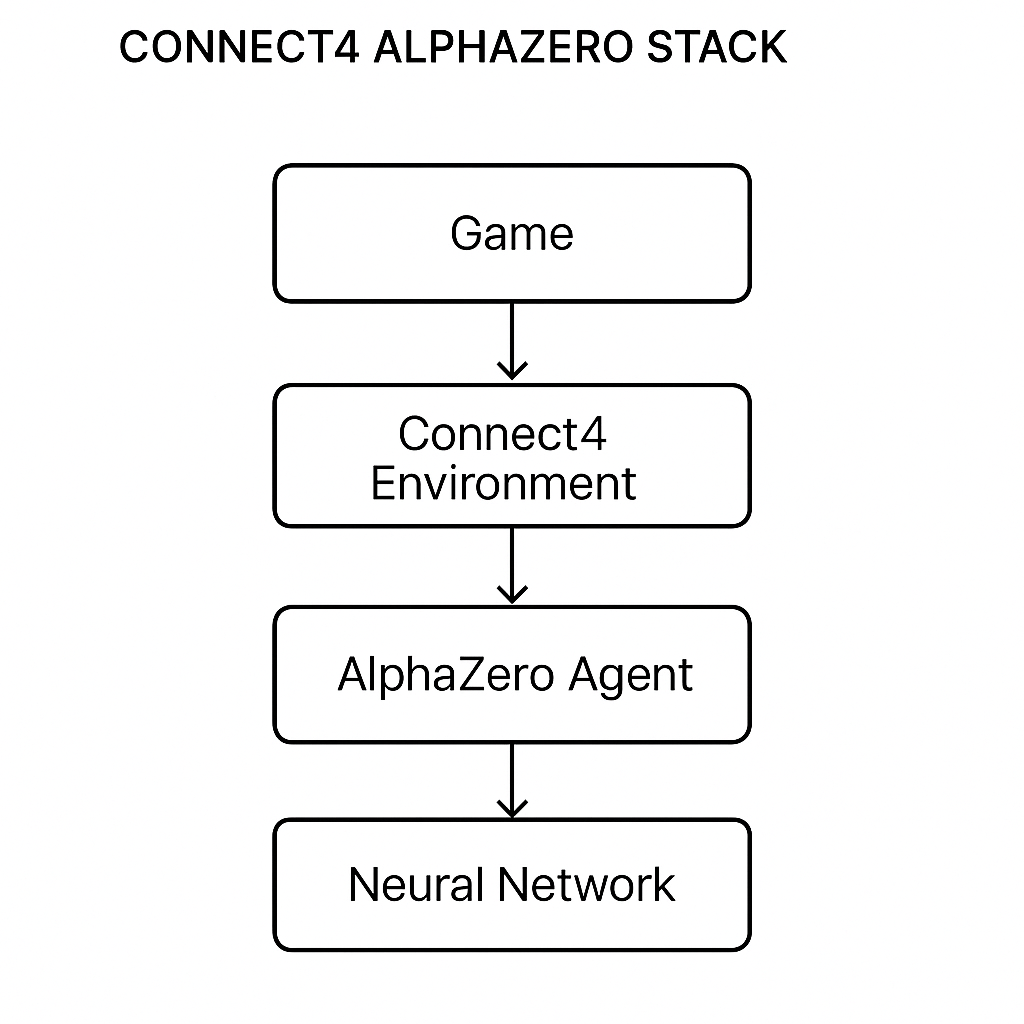 CONNECT4 ALPHAZERO STACK
Game
Connect4
Environment
AlphaZero Agent
Neural Network